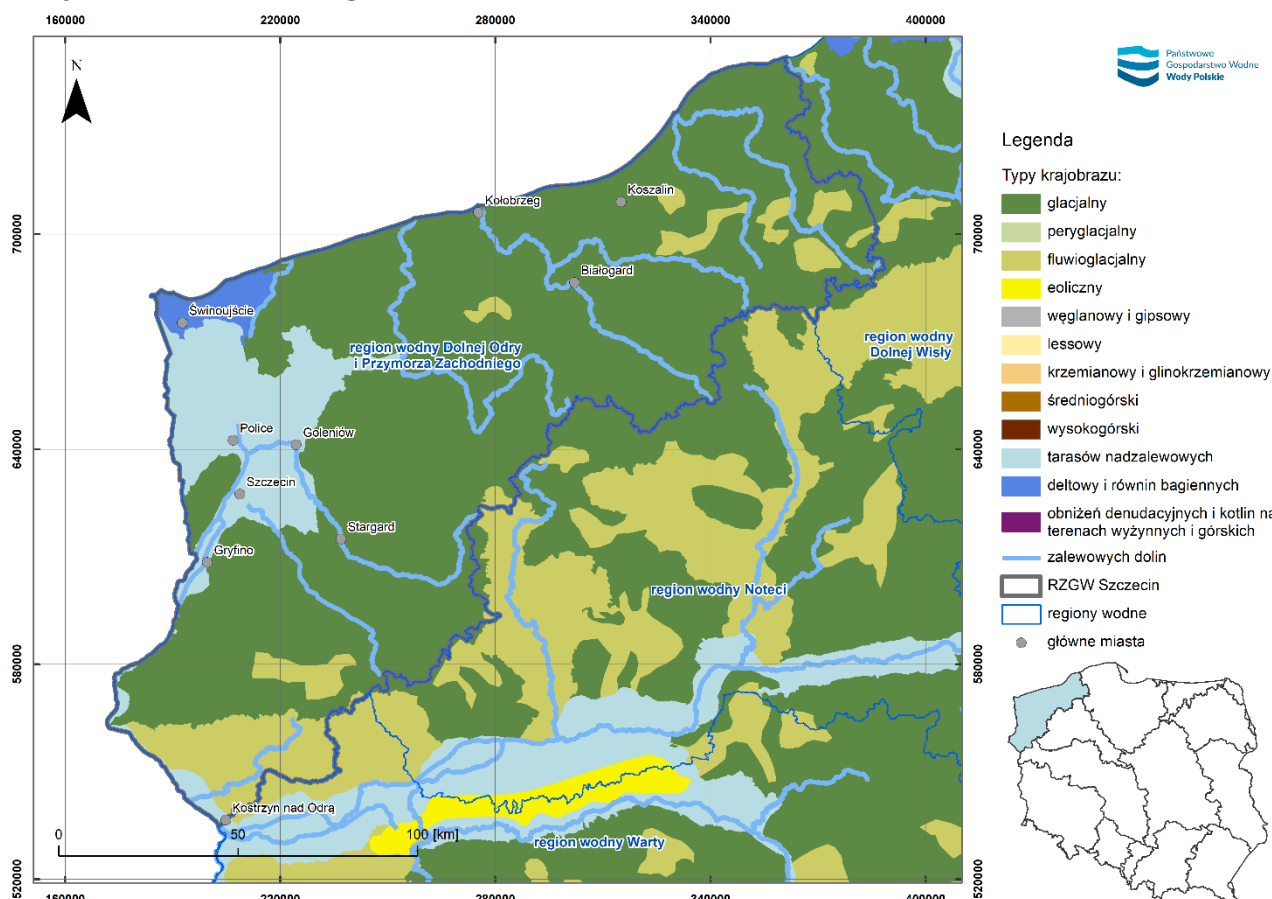 160000 220000 280000 340000 400000
N
Państwowe
Gospodarstwo Wodne
Wody Polskie
Legenda
Typy krajobrazu:
glacjalny
peryglacjalny
fluwioglacjalny
eoliczny
węglanowy i gipsowy
lessowy
krzemianowy i glinokrzemianowy
średniogórski
wysokogórski
tarasów nadzalewowych
deltowy i równin bagiennych
obniżeń denudacyjnych i kotlin na
terenach wyżynnych i górskich
zalewowych dolin
RZGW Szczecin
regiony wodne
główne miasta
700000
640000
5800000
520000
700000
640000
5800000
520000
Koszalin
Kołobrzeg
Białogard
Świnoujście
region wodny Dolnej Odry
i Przymorza Zachodniego
region wodny
Dolnej Wisły
Police
Goleniów
Szczecin
Stargard
Gryfino
region wodny Noteci
Kostrzyn nad Odrą
0 50 100 [km]
region wodny Warty
160000 220000 280000 340000 400000